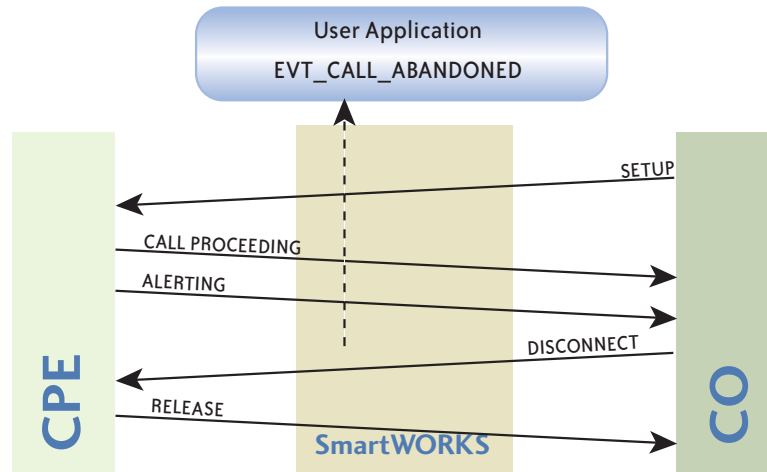 User Application
EVT_CALL_ABANDONED
SETUP
CALL PROCEEDING
ALERTING
DISCONNECT
RELEASE
CPE
SmartWORKS
CO